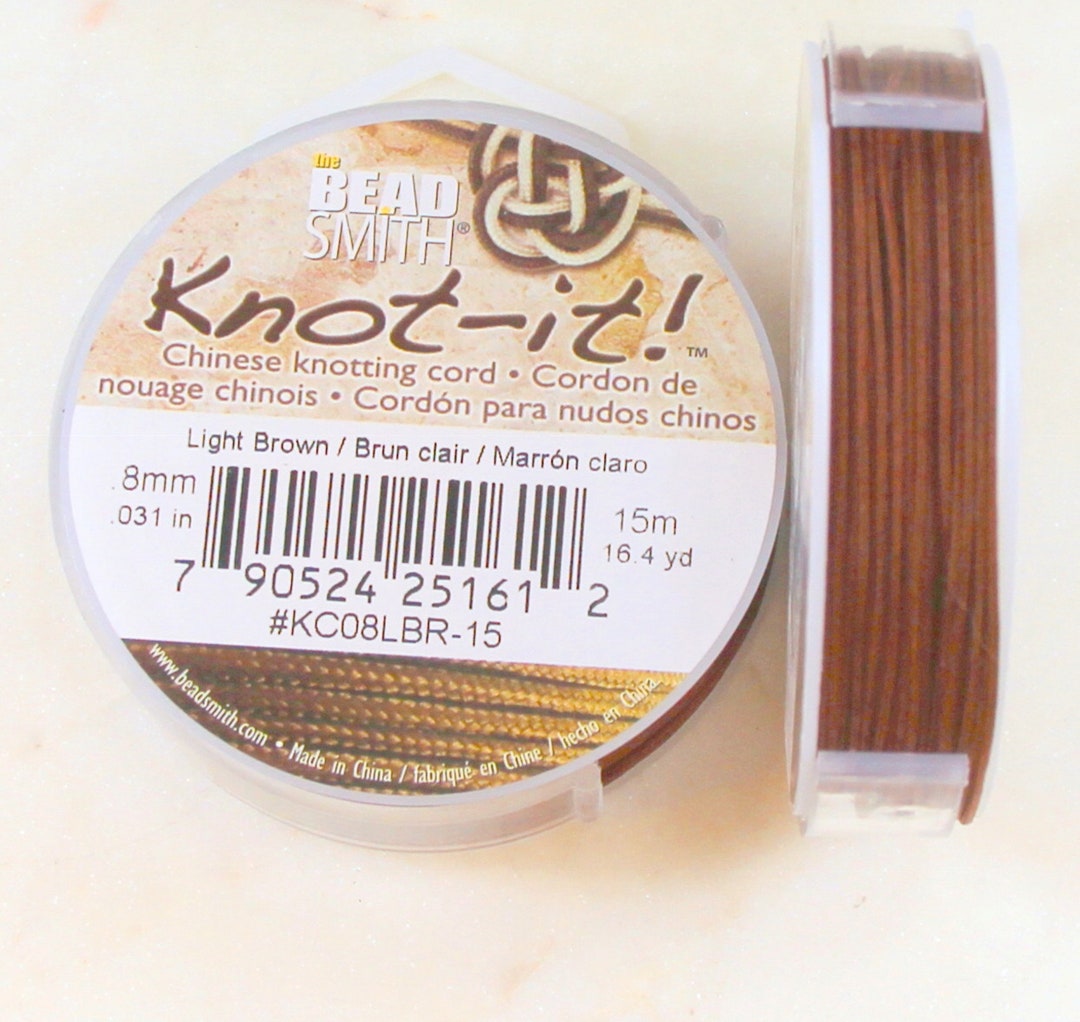 the
BEAD
SMITH®
Knot-it!™
Chinese knotting cord • Cordon de
nouage chinois • Cordón para nudos chinos
Light Brown / Brun clair / Marrón claro
.8mm
.031 in
15m
16.4 yd
7 90524 25161 2
#KC08LBR-15
www.beadsmith.com • Made in China / fabriqué en Chine / hecho en China